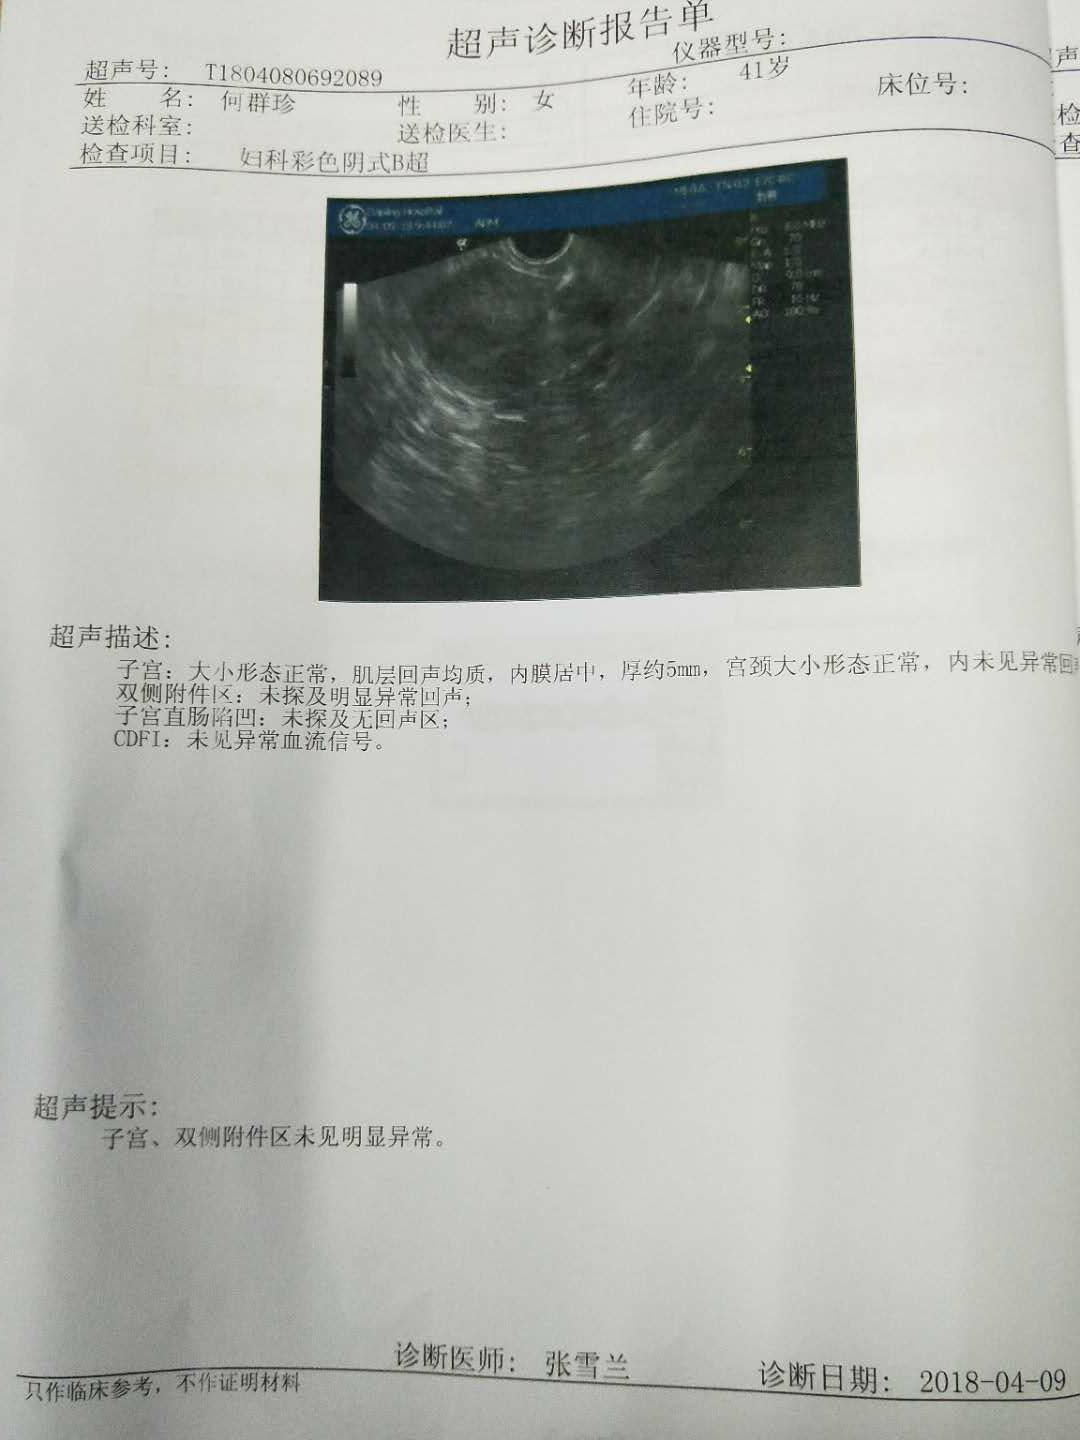 超声诊断报告单
仪器型号:
超声号: T1804080692089
姓 名: 何群珍 性 别: 女 年龄: 41岁 床位号:
送检科室: 送检医生: 住院号:
检查项目: 妇科彩色阴式B超
超声描述:
子宫: 大小形态正常, 肌层回声均质, 内膜居中, 厚约5mm, 宫颈大小形态正常, 内未见异常回
双侧附件区: 未探及明显异常回声;
子宫直肠陷凹: 未探及无回声区;
CDFI: 未见异常血流信号。
超声提示:
子宫、双侧附件区未见明显异常。
诊断医师: 张雪兰 诊断日期: 2018-04-09
只作临床参考, 不作证明材料